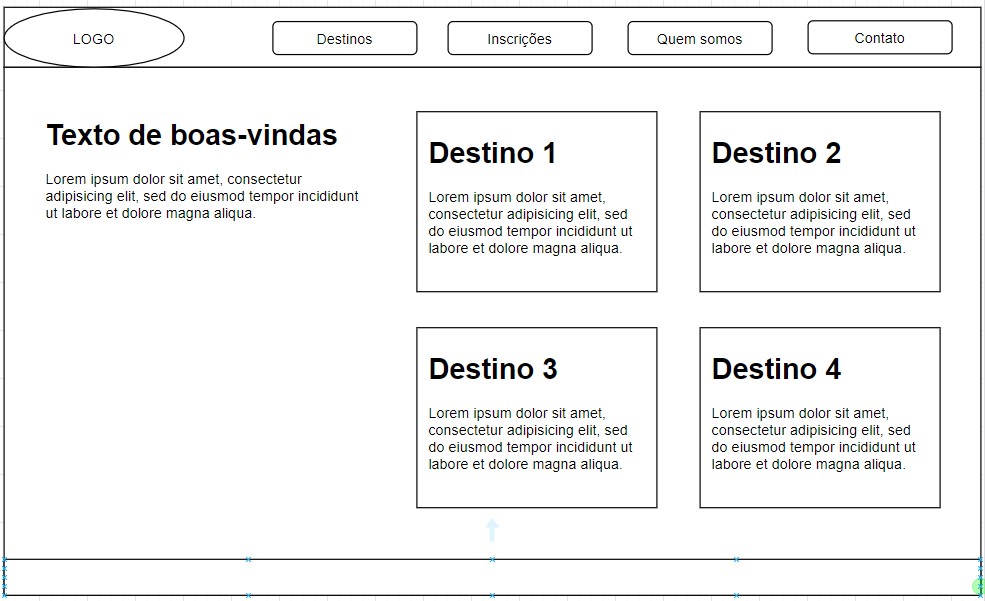 LOGO
Destinos
Inscrições
Quem somos
Contato
Texto de boas-vindas
Lorem ipsum dolor sit amet, consectetur
adipisicing elit, sed do eiusmod tempor incididunt
ut labore et dolore magna aliqua.
Destino 1
Lorem ipsum dolor sit amet,
consectetur adipisicing elit, sed
do eiusmod tempor incididunt ut
labore et dolore magna aliqua.
Destino 2
Lorem ipsum dolor sit amet,
consectetur adipisicing elit, sed
do eiusmod tempor incididunt ut
labore et dolore magna aliqua.
Destino 3
Lorem ipsum dolor sit amet,
consectetur adipisicing elit, sed
do eiusmod tempor incididunt ut
labore et dolore magna aliqua.
Destino 4
Lorem ipsum dolor sit amet,
consectetur adipisicing elit, sed
do eiusmod tempor incididunt ut
labore et dolore magna aliqua.